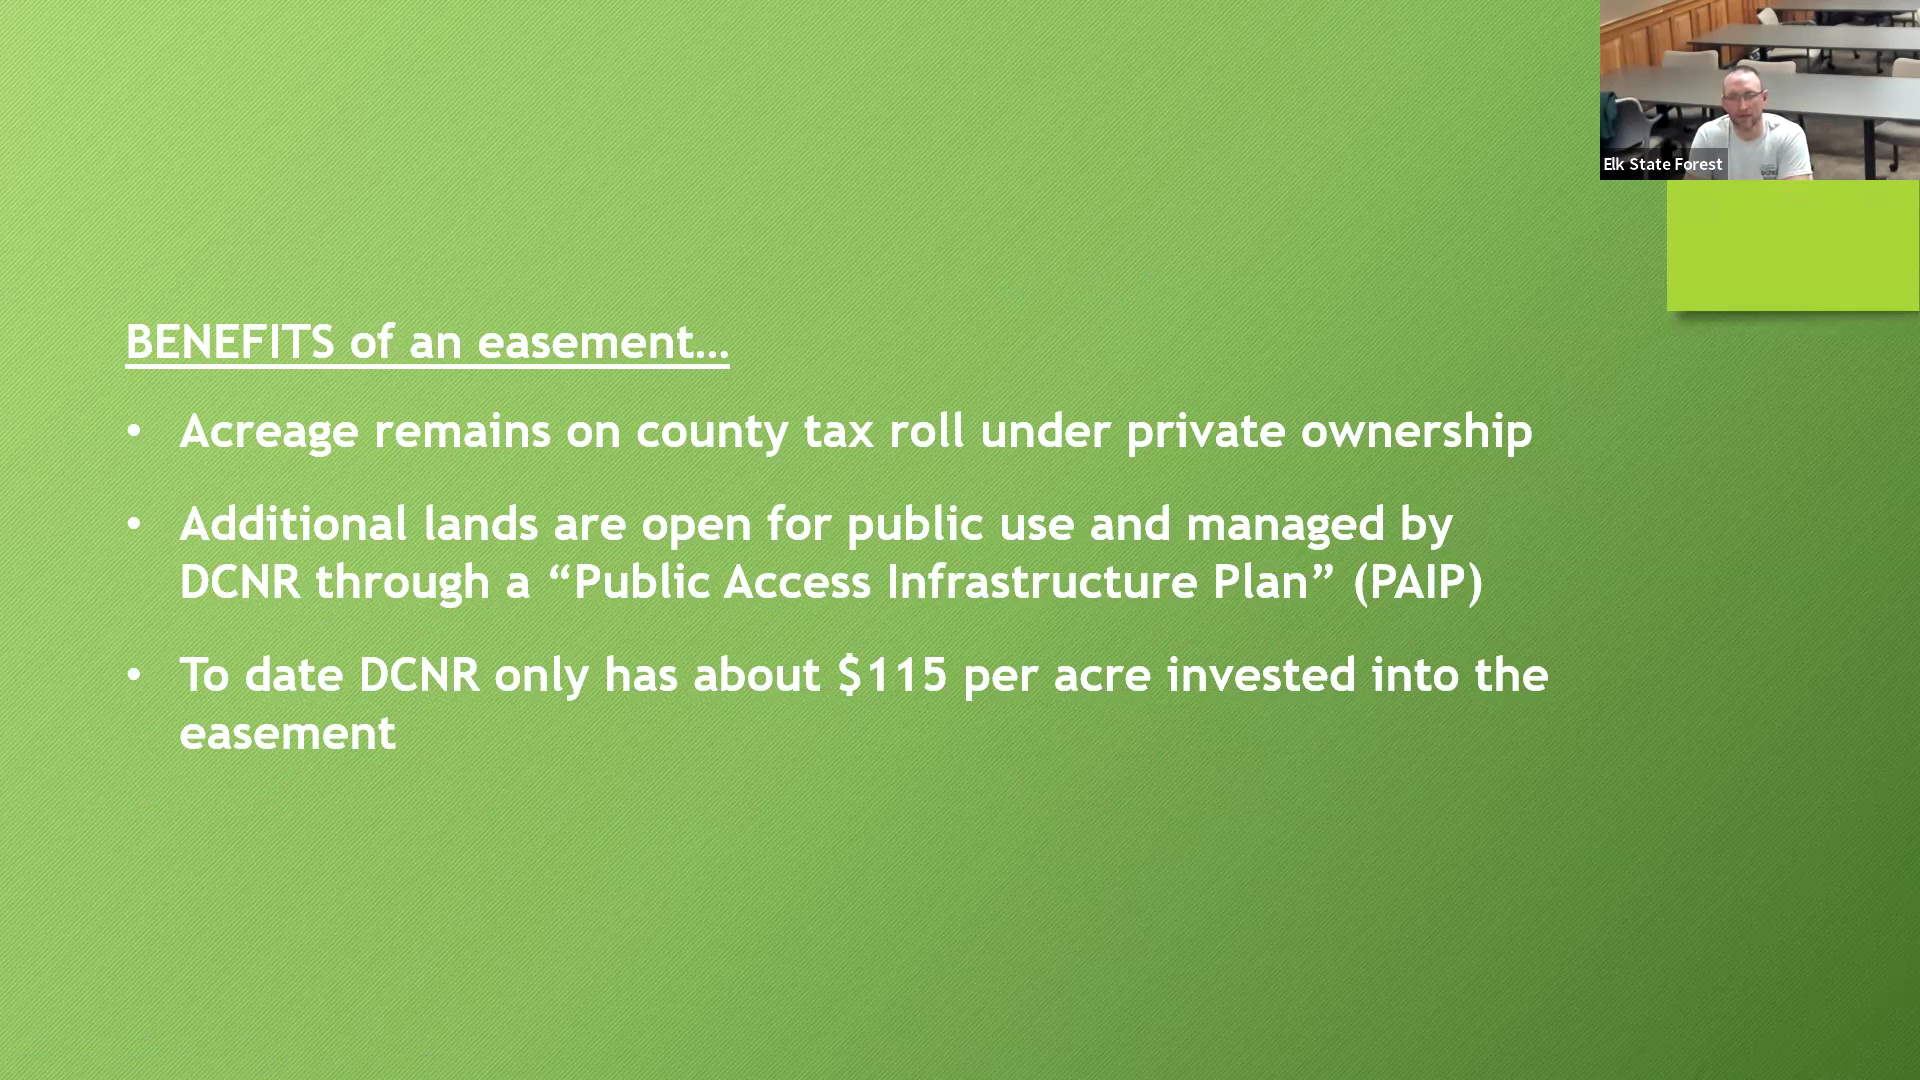 Elk State Forest
BENEFITS of an easement...
• Acreage remains on county tax roll under private ownership
• Additional lands are open for public use and managed by
DCNR through a “Public Access Infrastructure Plan” (PAIP)
• To date DCNR only has about $115 per acre invested into the
easement